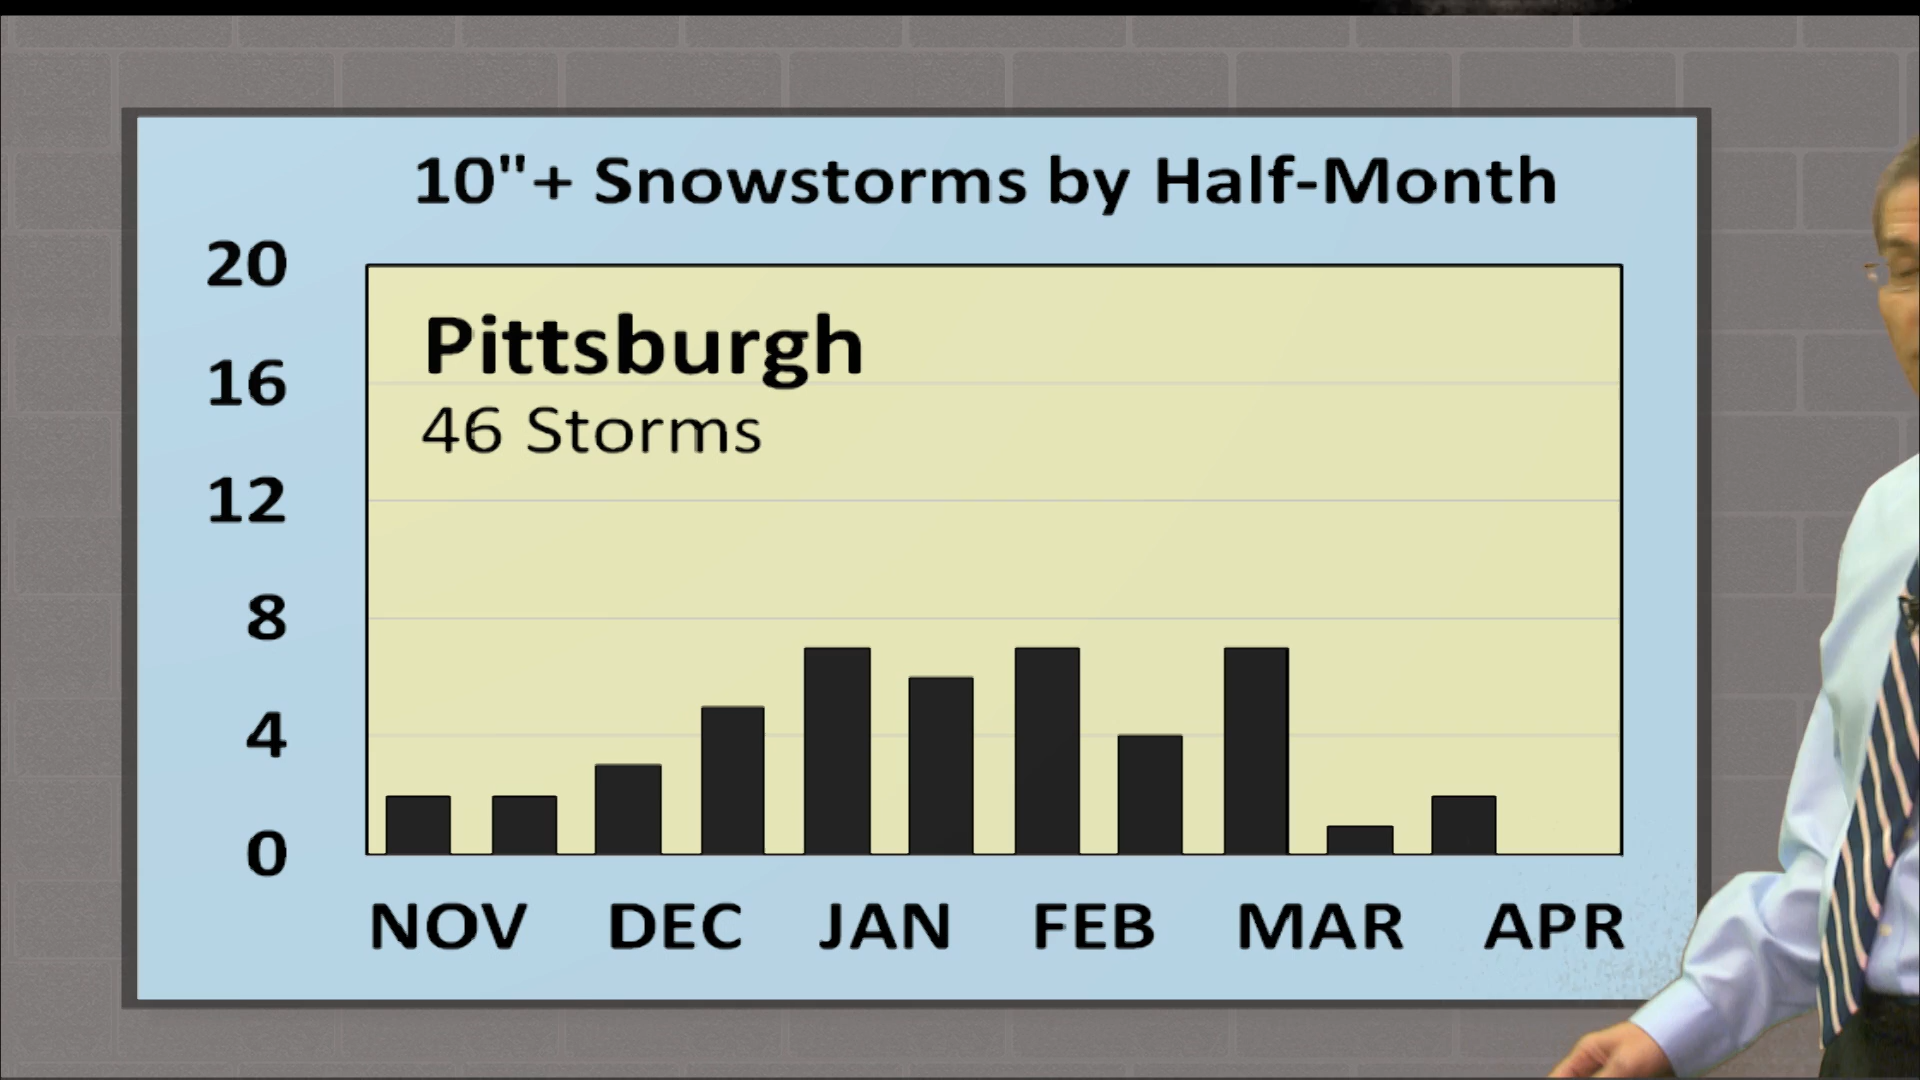 10"+ Snowstorms by Half-Month
20
Pittsburgh
16
46 Storms
12
8
4
0
NOV DEC JAN FEB MAR APR